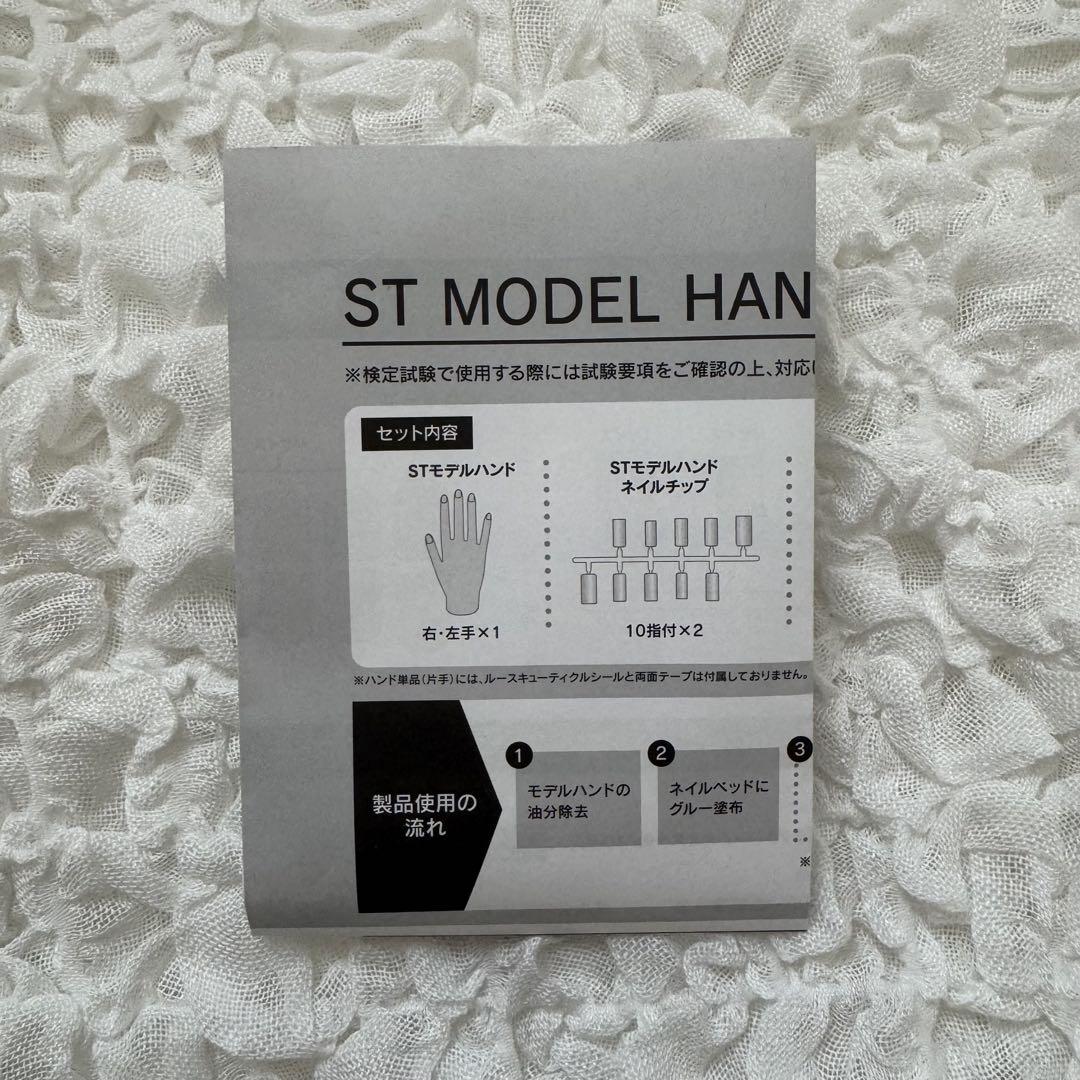 ST MODEL HAN
※検定試験で使用する際には試験要項をご確認の上、対応
セット内容
STモデルハンド
右・左手×1
STモデルハンド
ネイルチップ
10指付×2
※ハンド単品(片手)には、ルースキューティクルシールと両面テープは付属しておりません。
製品使用の
流れ
1
モデルハンドの
油分除去
2
ネイルベッドに
グルー塗布
3
※